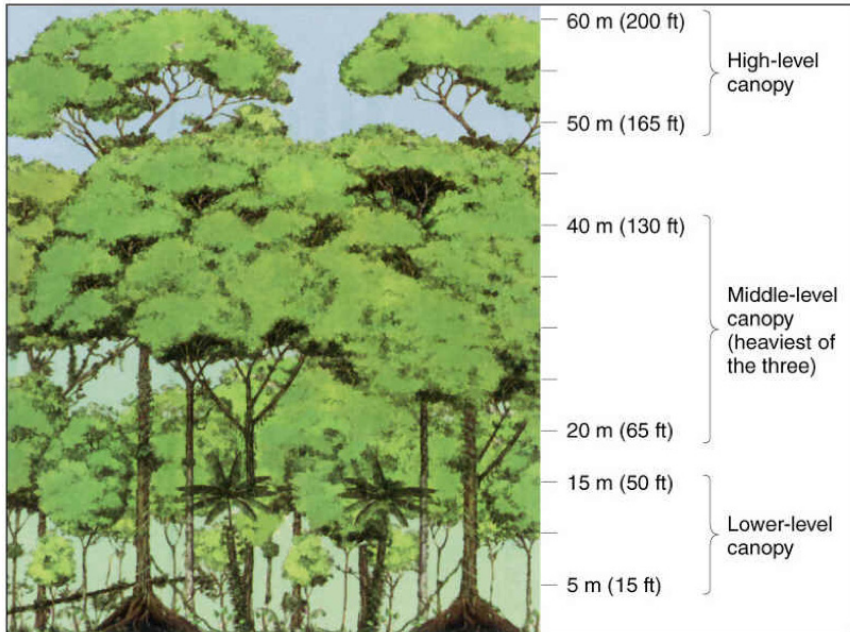 60 m (200 ft)
High-level
canopy
50 m (165 ft)
40 m (130 ft)
Middle-level
canopy
(heaviest of
the three)
20 m (65 ft)
15 m (50 ft)
Lower-level
canopy
5 m (15 ft)